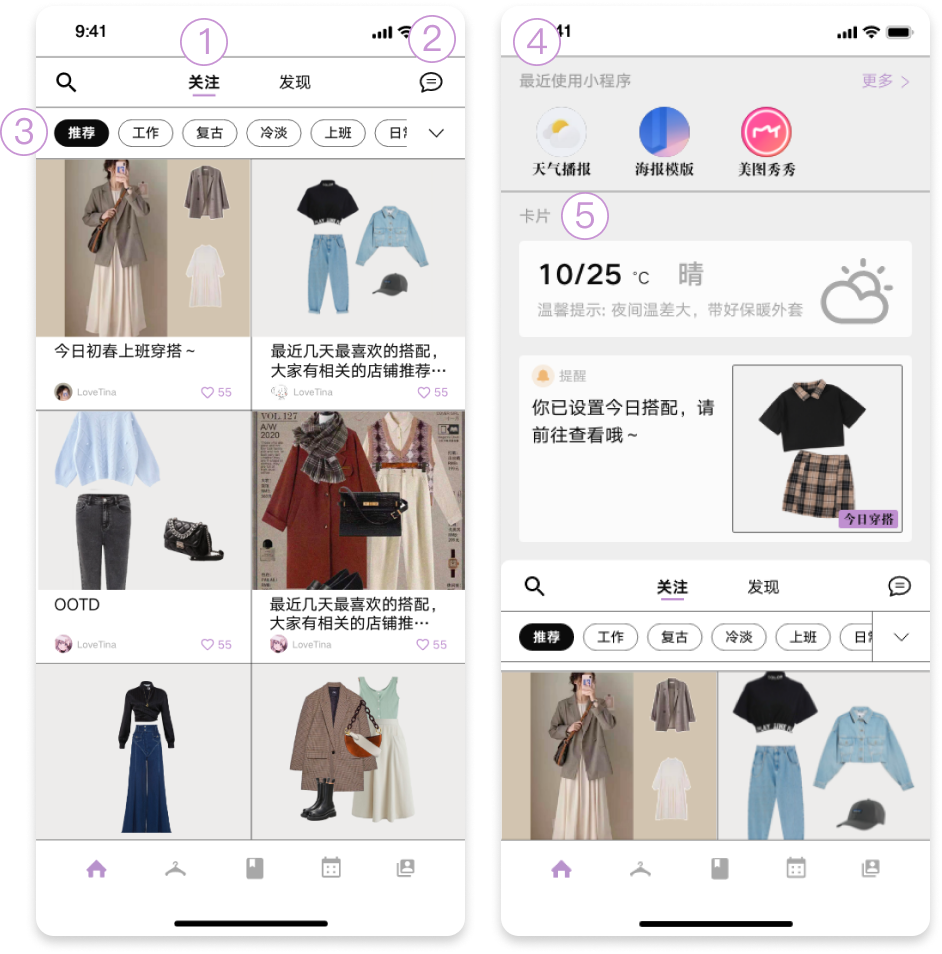 9:41
1
2
关注
发现
3
推荐
工作
复古
冷淡
上班
今日初春上班穿搭~
LoveTina
55
最近几天最喜欢的搭配，
大家有相关的店铺推荐…
LoveTina
55
VOL.127
A/W
2020
OOTD
LoveTina
55
最近几天最喜欢的搭配，
大家有相关的店铺推…
LoveTina
55
4
41
最近使用小程序
更多
天气播报
海报模版
美图秀秀
卡片
5
10/25 °C 晴
温馨提示: 夜间温差大，带好保暖外套
提醒
你已设置今日搭配，请
前往查看哦~
今日穿搭
关注
发现
推荐
工作
复古
冷淡
上班